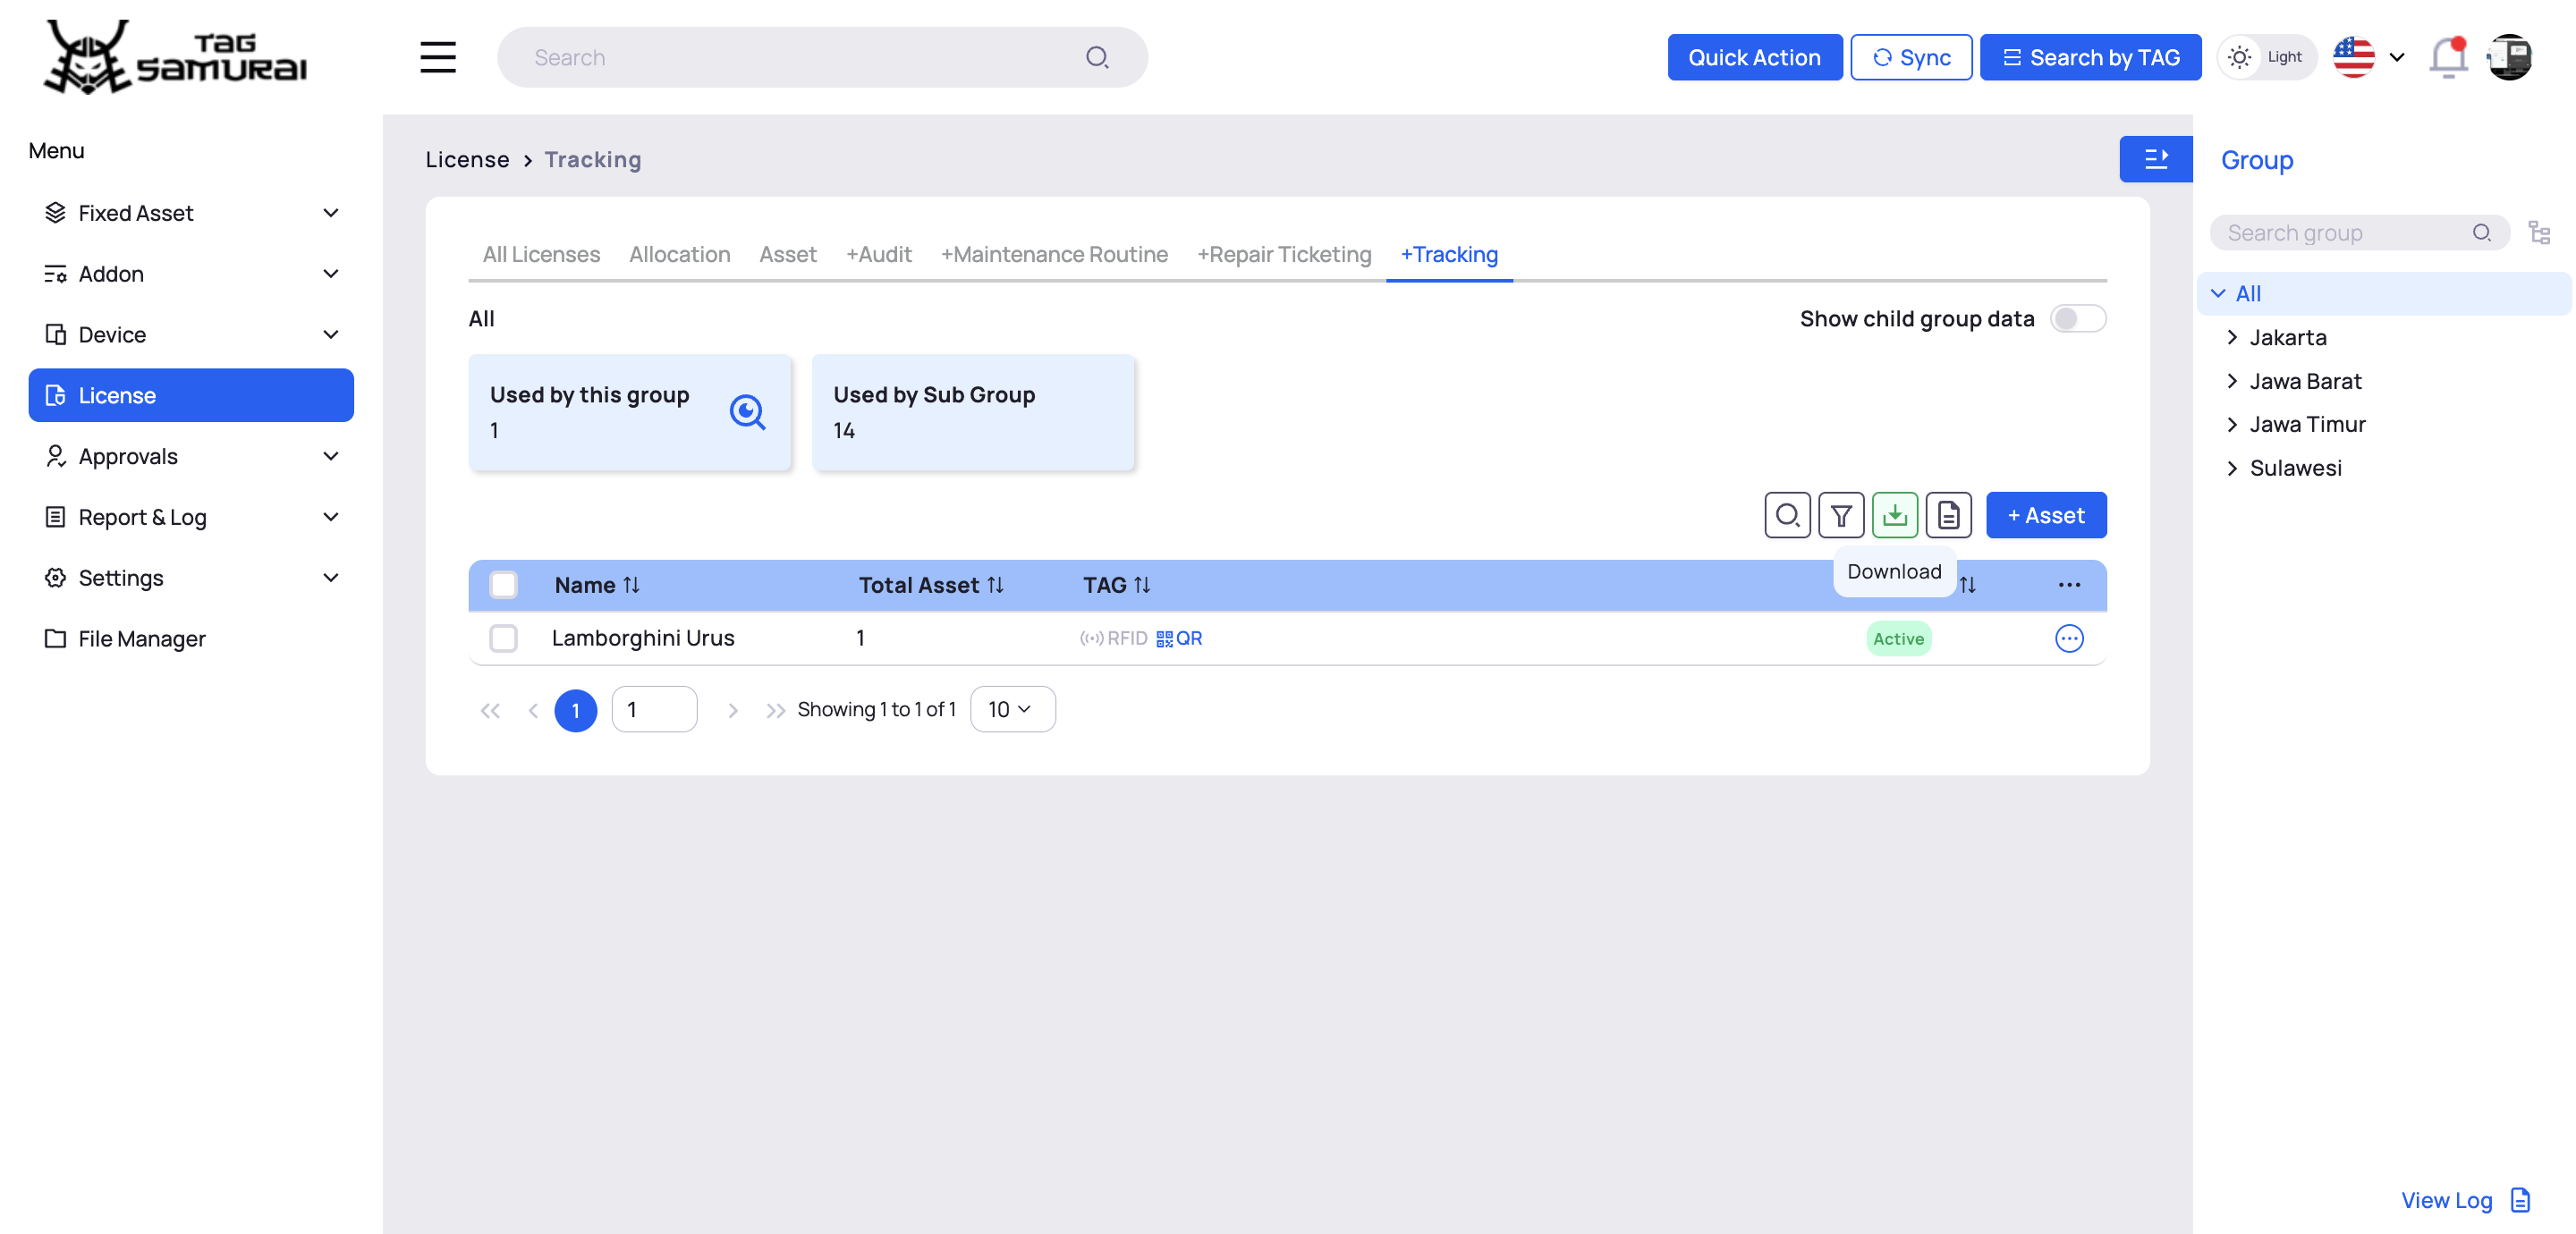 TAG
SAMURAI
Search
Quick Action
Sync
Search by TAG
Light
Menu
Fixed Asset
Addon
Device
License
Approvals
Report & Log
Settings
File Manager
License > Tracking
All Licenses Allocation Asset +Audit +Maintenance Routine +Repair Ticketing +Tracking
All
Show child group data
Used by this group
1
Used by Sub Group
14
+ Asset
Download
Name Total Asset TAG
Lamborghini Urus 1 RFID QR Active
1 1 Showing 1 to 1 of 1 10
Group
Search group
All
Jakarta
Jawa Barat
Jawa Timur
Sulawesi
View Log